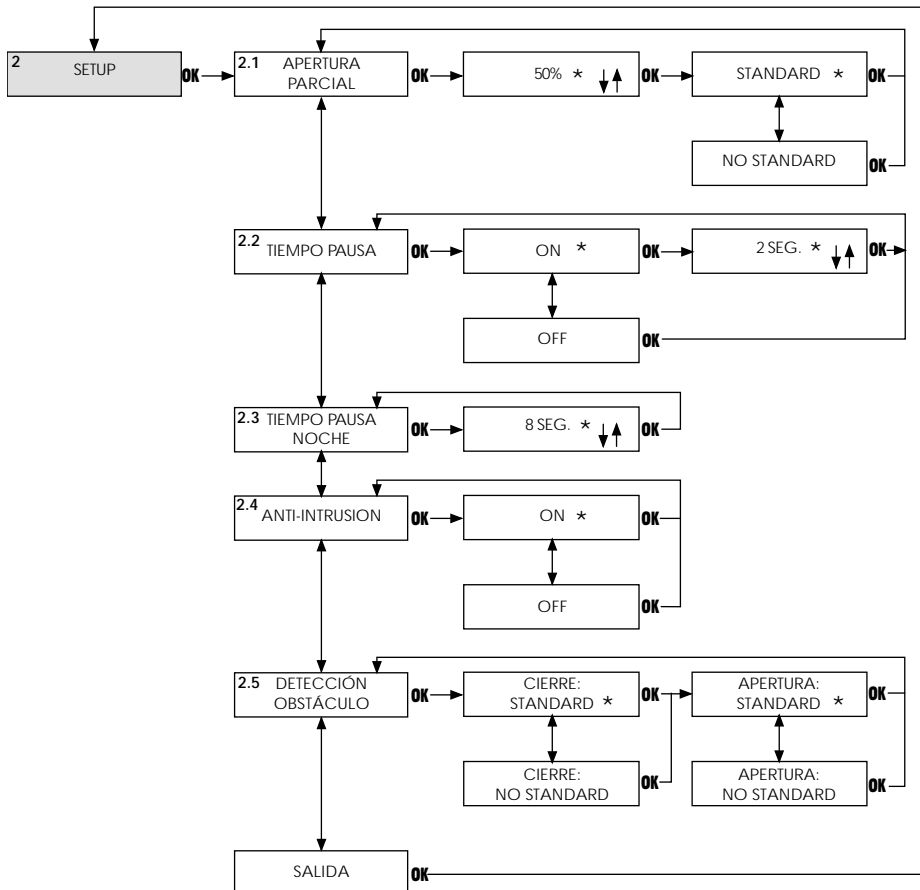 2 SETUP OK
2.1 APERTURA
PARCIAL OK
50% * OK
STANDARD * OK
NO STANDARD OK
2.2 TIEMPO PAUSA OK
ON * OK
2 SEG. * OK
OFF OK
2.3 TIEMPO PAUSA
NOCHE OK
8 SEG. * OK
2.4 ANTI-INTRUSION OK
ON * OK
OFF OK
2.5 DETECCIÓN
OBSTÁCULO OK
CIERRE:
STANDARD * OK
APERTURA:
STANDARD * OK
CIERRE:
NO STANDARD OK
APERTURA:
NO STANDARD OK
SALIDA OK